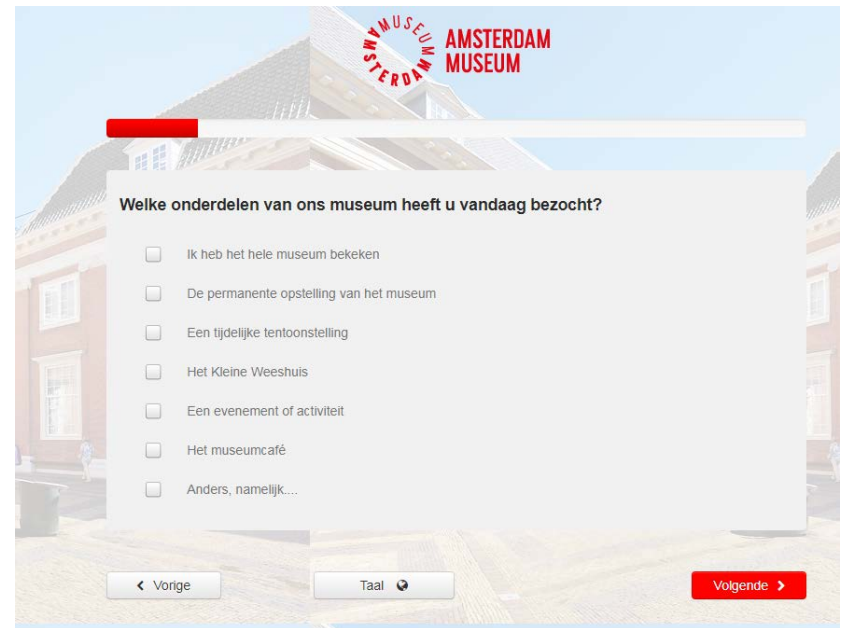 AMSTERDAM MUSEUM
AMSTERDAM
MUSEUM
Welke onderdelen van ons museum heeft u vandaag bezocht?
Ik heb het hele museum bekeken
De permanente opstelling van het museum
Een tijdelijke tentoonstelling
Het Kleine Weeshuis
Een evenement of activiteit
Het museumcafé
Anders, namelijk....
Vorige
Taal
Volgende